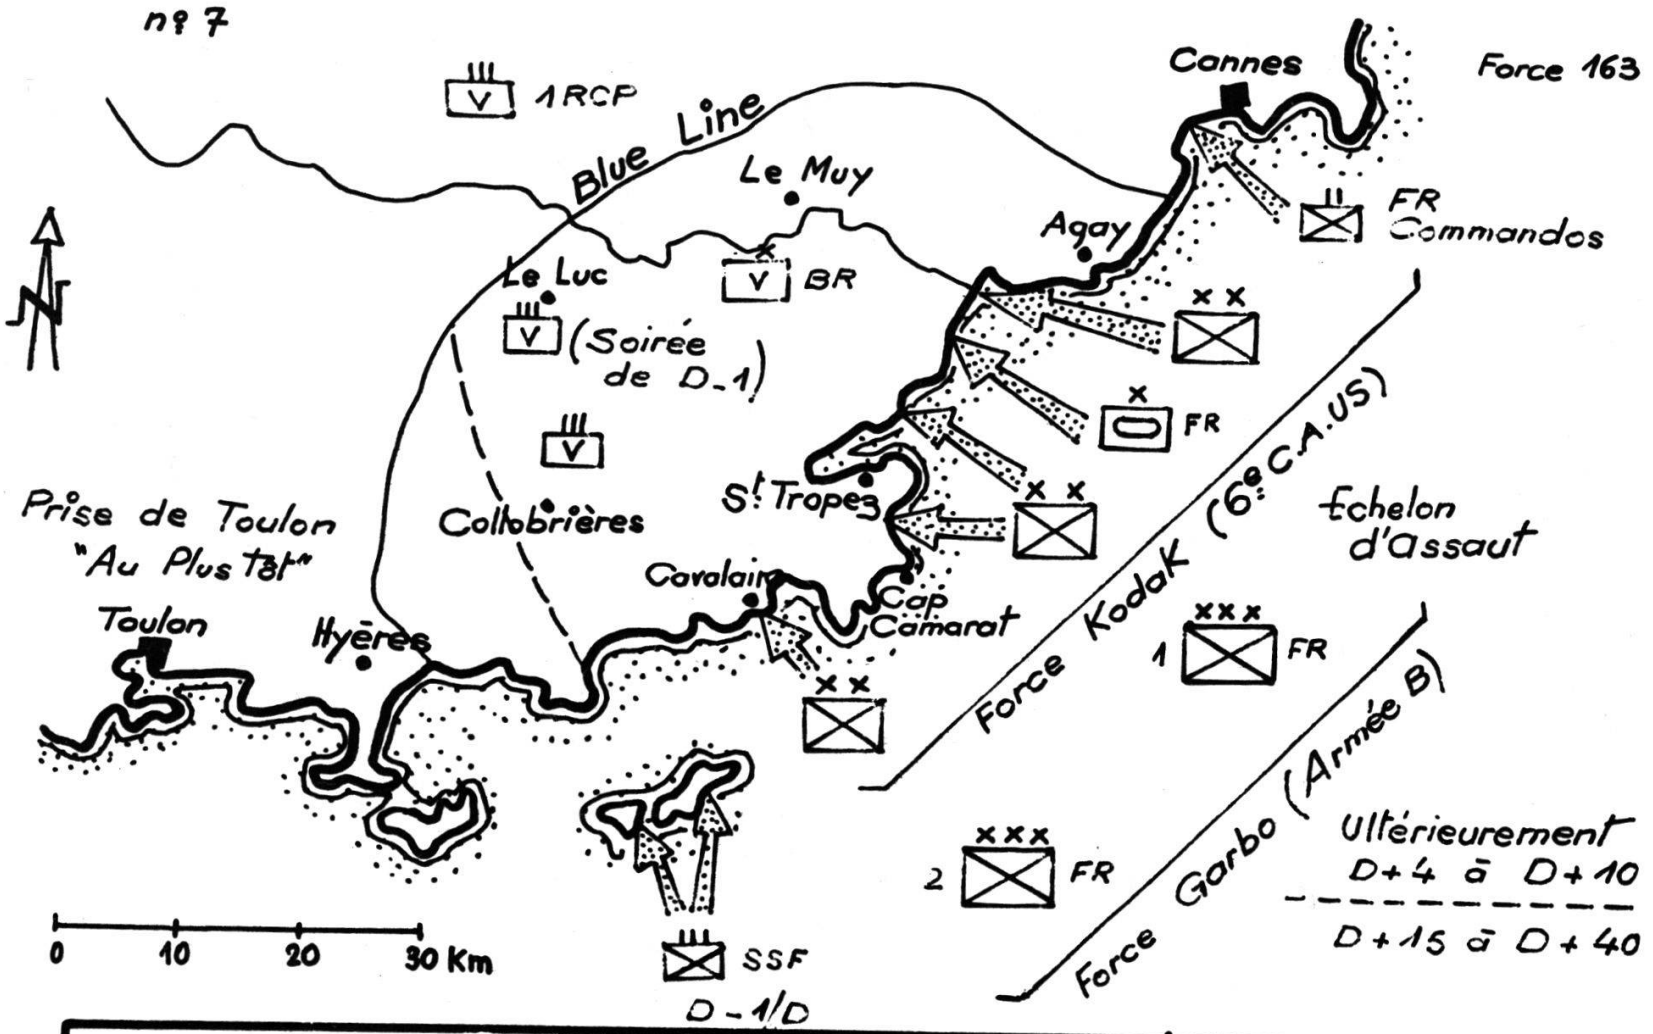 nº 7
Cannes
Force 163
1 RCP
Blue Line
Le Muy
FR
Commandos
Agay
Le Luc
BR
(Soirée
de D-1)
FR
Prise de Toulon
"Au Plus Tôt"
St. Tropez
Collobrières
Force Kodak (6e C.A.US)
Echelon
d'assaut
Cavalaire
Cap
Camarat
Toulon
Hyères
1
FR
Force Garbo (Armée B)
2
FR
Ultérieurement
D+4 à D+10
D+15 à D+40
0 10 20 30 Km
SSF
D-1/D